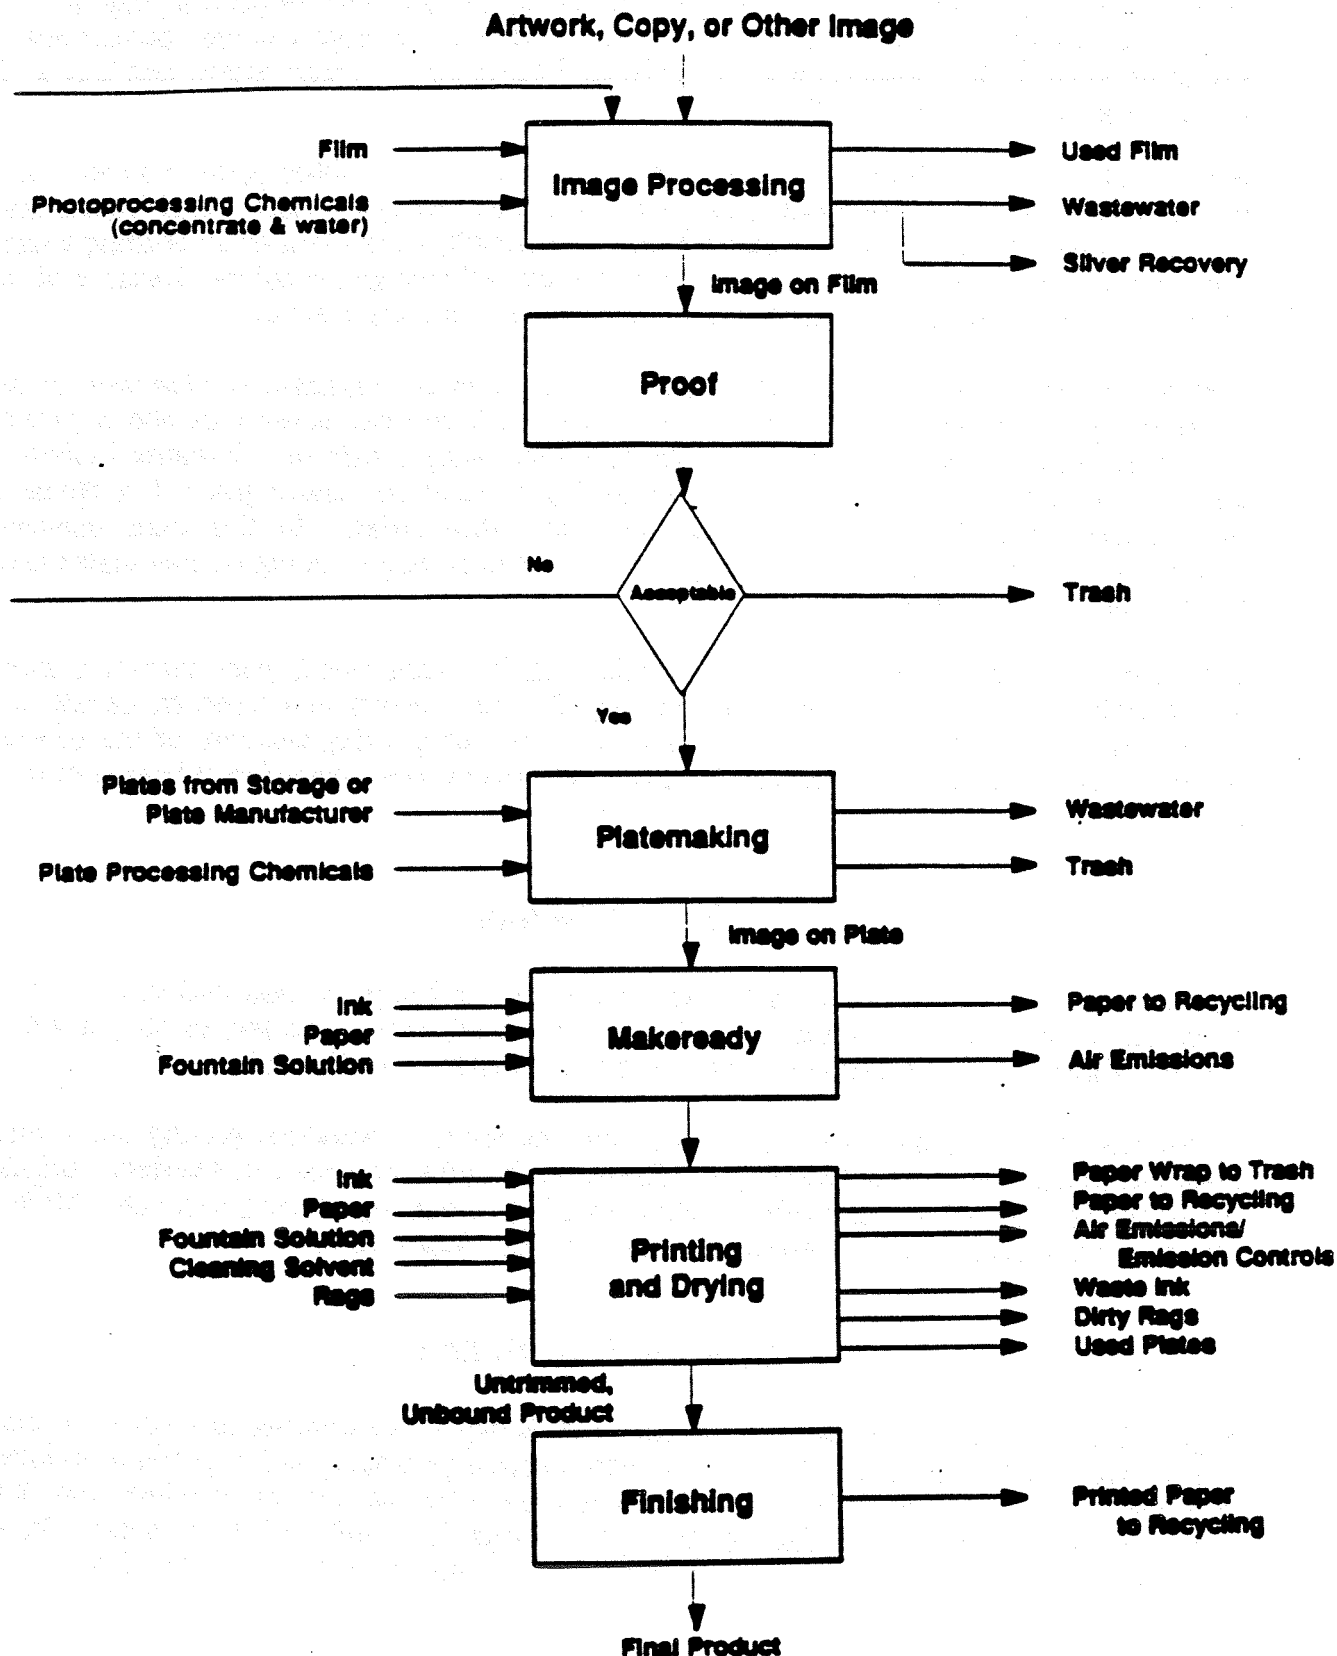 Artwork, Copy, or Other Image
Film
Photoprocessing Chemicals
(concentrate & water)
Image Processing
Used Film
Wastewater
Silver Recovery
Image on Film
Proof
No
Acceptable
Trash
Yes
Plates from Storage or
Plate Manufacturer
Plate Processing Chemicals
Platemaking
Wastewater
Trash
Image on Plate
Ink
Paper
Fountain Solution
Makeready
Paper to Recycling
Air Emissions
Ink
Paper
Fountain Solution
Cleaning Solvent
Rags
Printing
and Drying
Paper Wrap to Trash
Paper to Recycling
Air Emissions/
Emission Controls
Waste Ink
Dirty Rags
Used Plates
Untrimmed,
Unbound Product
Finishing
Printed Paper
to Recycling
Final Product